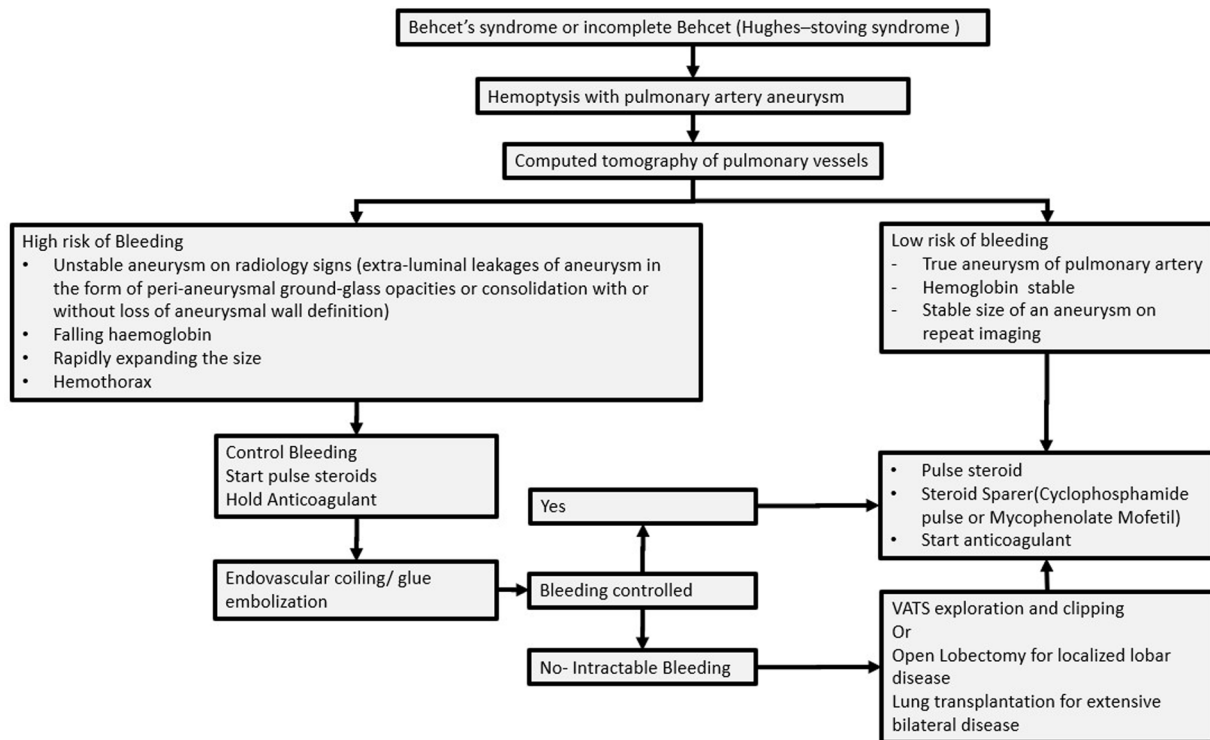 Behcet's syndrome or incomplete Behcet (Hughes–stoving syndrome )
Hemoptysis with pulmonary artery aneurysm
Computed tomography of pulmonary vessels
High risk of Bleeding
• Unstable aneurysm on radiology signs (extra-luminal leakages of aneurysm in
the form of peri-aneurysmal ground-glass opacities or consolidation with or
without loss of aneurysmal wall definition)
• Falling haemoglobin
• Rapidly expanding the size
• Hemothorax
Low risk of bleeding
- True aneurysm of pulmonary artery
- Hemoglobin stable
- Stable size of an aneurysm on
repeat imaging
Control Bleeding
Start pulse steroids
Hold Anticoagulant
Endovascular coiling/ glue
embolization
Yes
Bleeding controlled
No- Intractable Bleeding
• Pulse steroid
• Steroid Sparer(Cyclophosphamide
pulse or Mycophenolate Mofetil)
• Start anticoagulant
VATS exploration and clipping
Or
Open Lobectomy for localized lobar
disease
Lung transplantation for extensive
bilateral disease